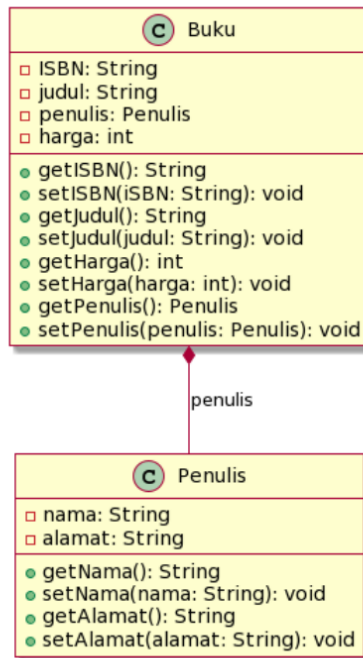 C Buku
ISBN: String
judul: String
penulis: Penulis
harga: int
getISBN(): String
setISBN(iSBN: String): void
getJudul(): String
setJudul(judul: String): void
getHarga(): int
setHarga(harga: int): void
getPenulis(): Penulis
setPenulis(penulis: Penulis): void
penulis
C Penulis
nama: String
alamat: String
getNama(): String
setNama(nama: String): void
getAlamat(): String
setAlamat(alamat: String): void